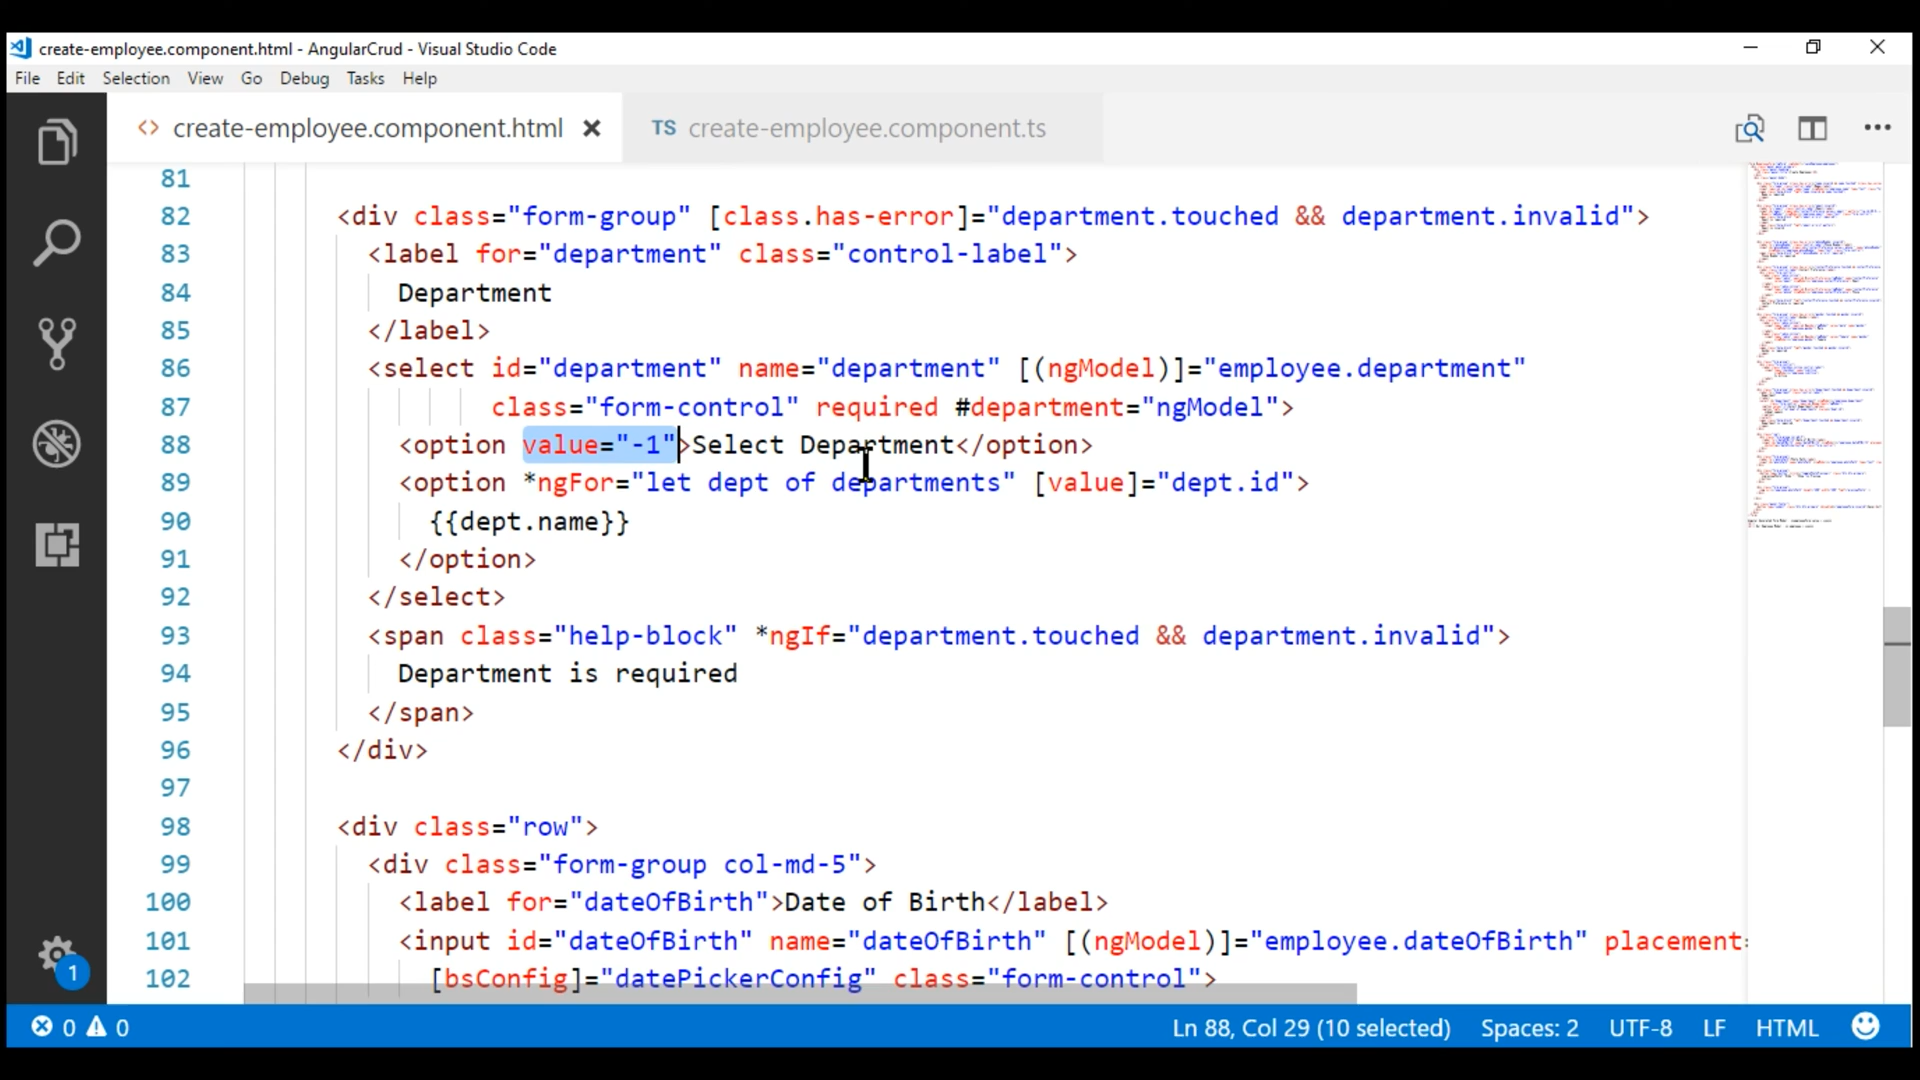 create-employee.component.html - AngularCrud - Visual Studio Code
File Edit Selection View Go Debug Tasks Help
<> create-employee.component.html × TS create-employee.component.ts
81
82 <div class="form-group" [class.has-error]="department.touched && department.invalid">
83 <label for="department" class="control-label">
84 Department
85 </label>
86 <select id="department" name="department" [(ngModel)]="employee.department"
87 class="form-control" required #department="ngModel">
88 <option value="-1">Select Department</option>
89 <option *ngFor="let dept of departments" [value]="dept.id">
90 {{dept.name}}
91 </option>
92 </select>
93 <span class="help-block" *ngIf="department.touched && department.invalid">
94 Department is required
95 </span>
96 </div>
97
98 <div class="row">
99 <div class="form-group col-md-5">
100 <label for="dateOfBirth">Date of Birth</label>
101 <input id="dateOfBirth" name="dateOfBirth" [(ngModel)]="employee.dateOfBirth" placement=
102 [bsConfig]="datePickerConfig" class="form-control">
1
0 0 Ln 88, Col 29 (10 selected) Spaces: 2 UTF-8 LF HTML